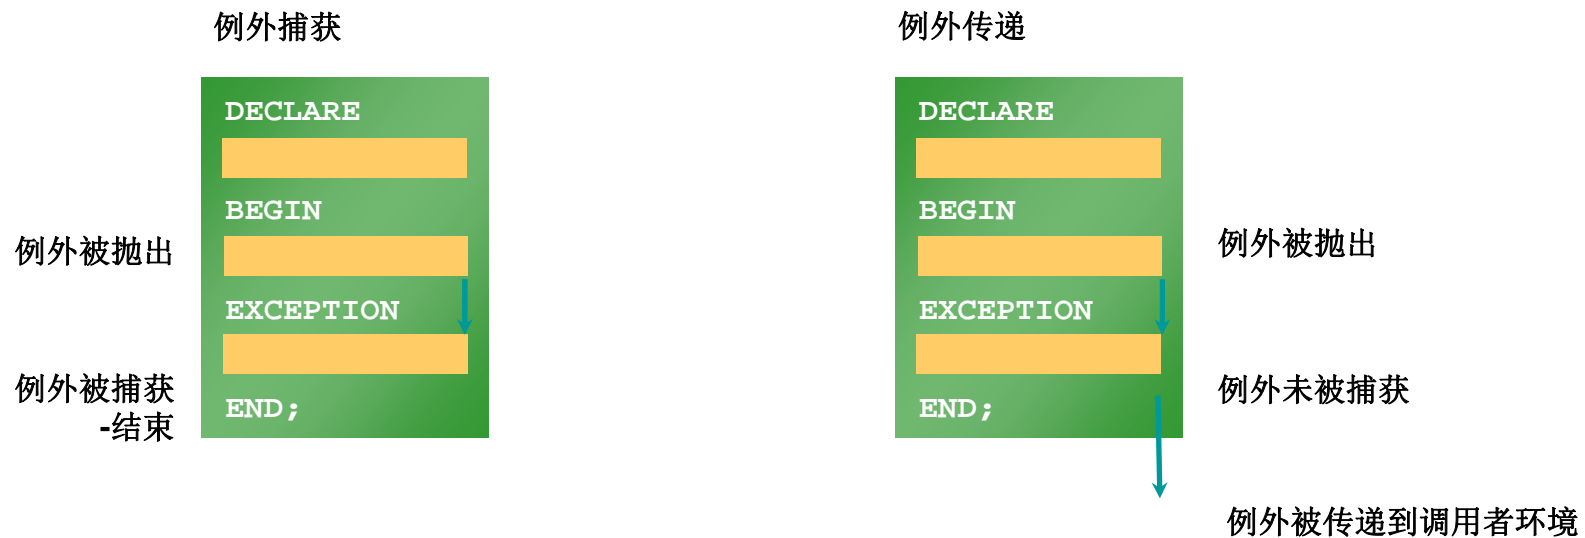 例外捕获
DECLARE
BEGIN
例外被抛出
EXCEPTION
例外被捕获
-结束
END;
例外传递
DECLARE
BEGIN
例外被抛出
EXCEPTION
例外未被捕获
END;
例外被传递到调用者环境